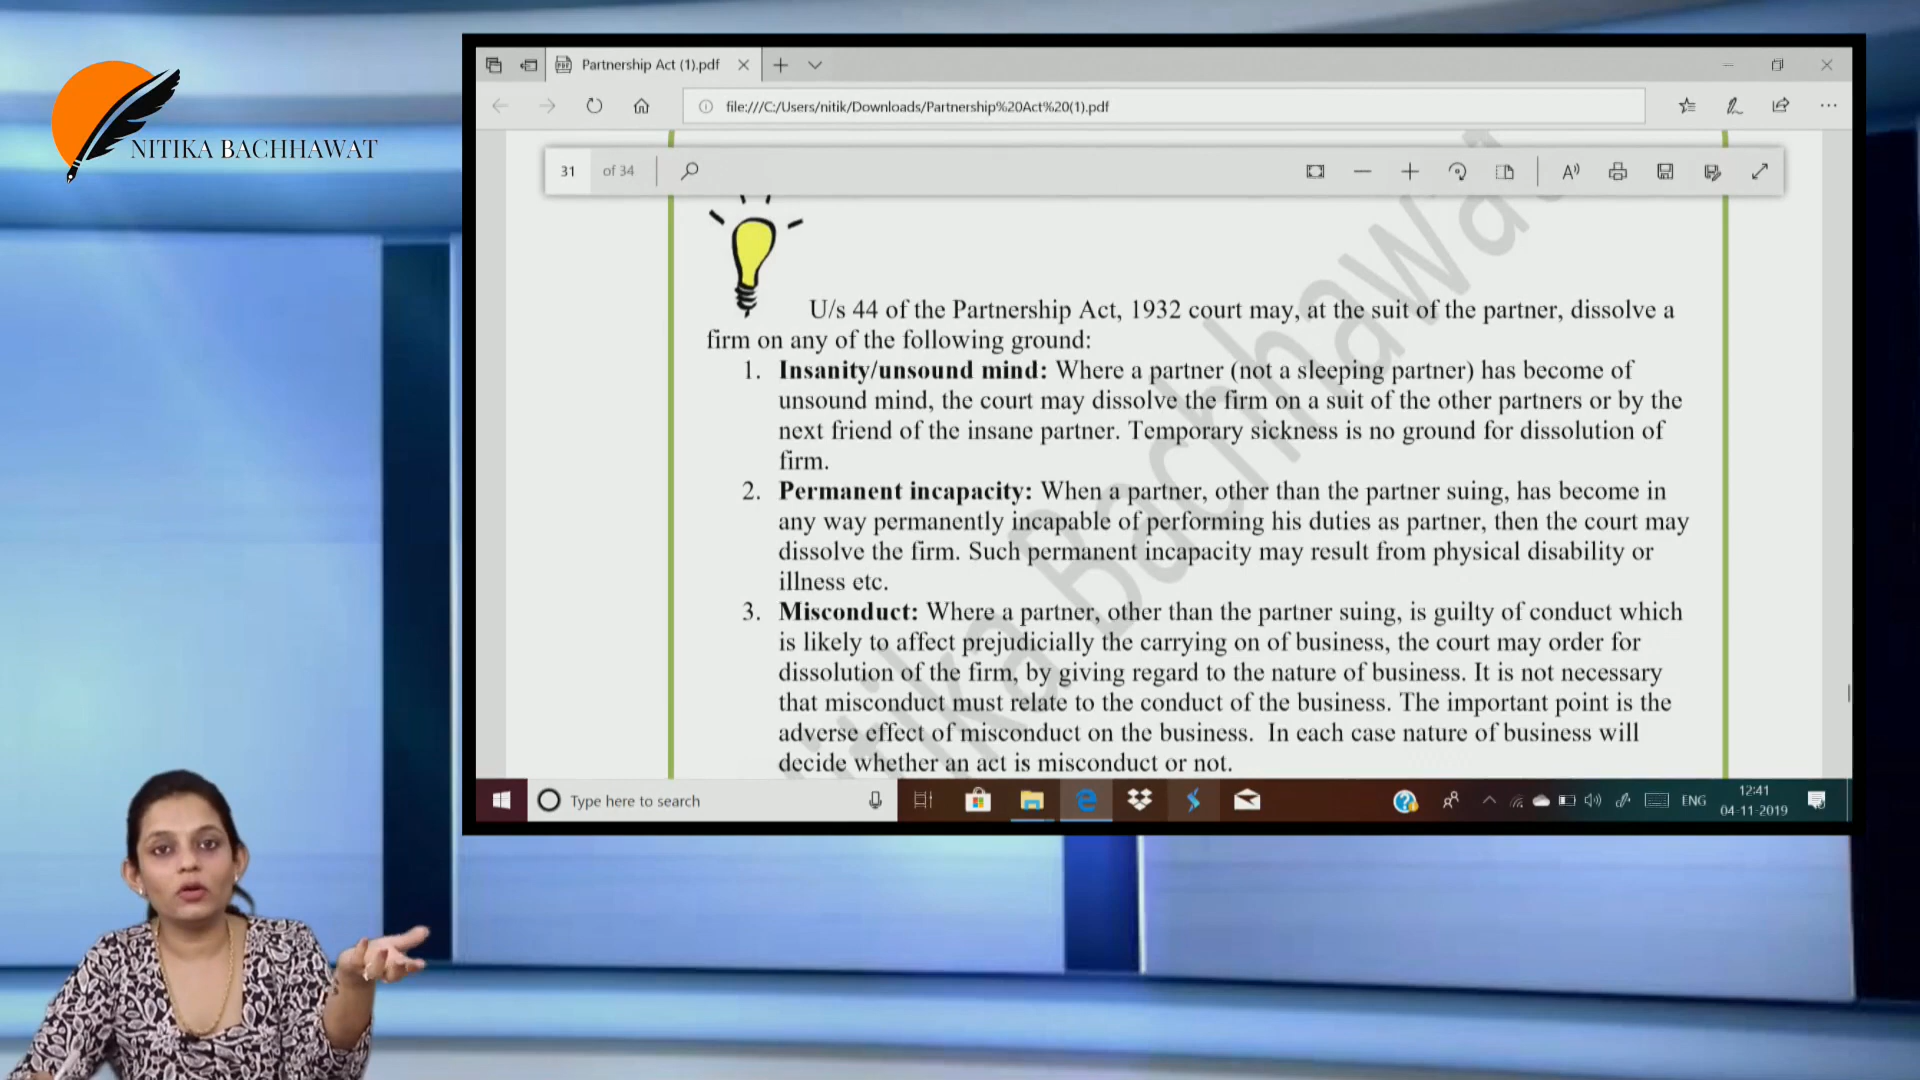 NITIKA BACHHAWAT
Partnership Act (1).pdf
file:///C:/Users/nitik/Downloads/Partnership%20Act%20(1).pdf
31 of 34
U/s 44 of the Partnership Act, 1932 court may, at the suit of the partner, dissolve a
firm on any of the following ground:
1. Insanity/unsound mind: Where a partner (not a sleeping partner) has become of
unsound mind, the court may dissolve the firm on a suit of the other partners or by the
next friend of the insane partner. Temporary sickness is no ground for dissolution of
firm.
2. Permanent incapacity: When a partner, other than the partner suing, has become in
any way permanently incapable of performing his duties as partner, then the court may
dissolve the firm. Such permanent incapacity may result from physical disability or
illness etc.
3. Misconduct: Where a partner, other than the partner suing, is guilty of conduct which
is likely to affect prejudicially the carrying on of business, the court may order for
dissolution of the firm, by giving regard to the nature of business. It is not necessary
that misconduct must relate to the conduct of the business. The important point is the
adverse effect of misconduct on the business. In each case nature of business will
decide whether an act is misconduct or not.
Nitika Bachhawat
Type here to search
ENG
12:41
04-11-2019